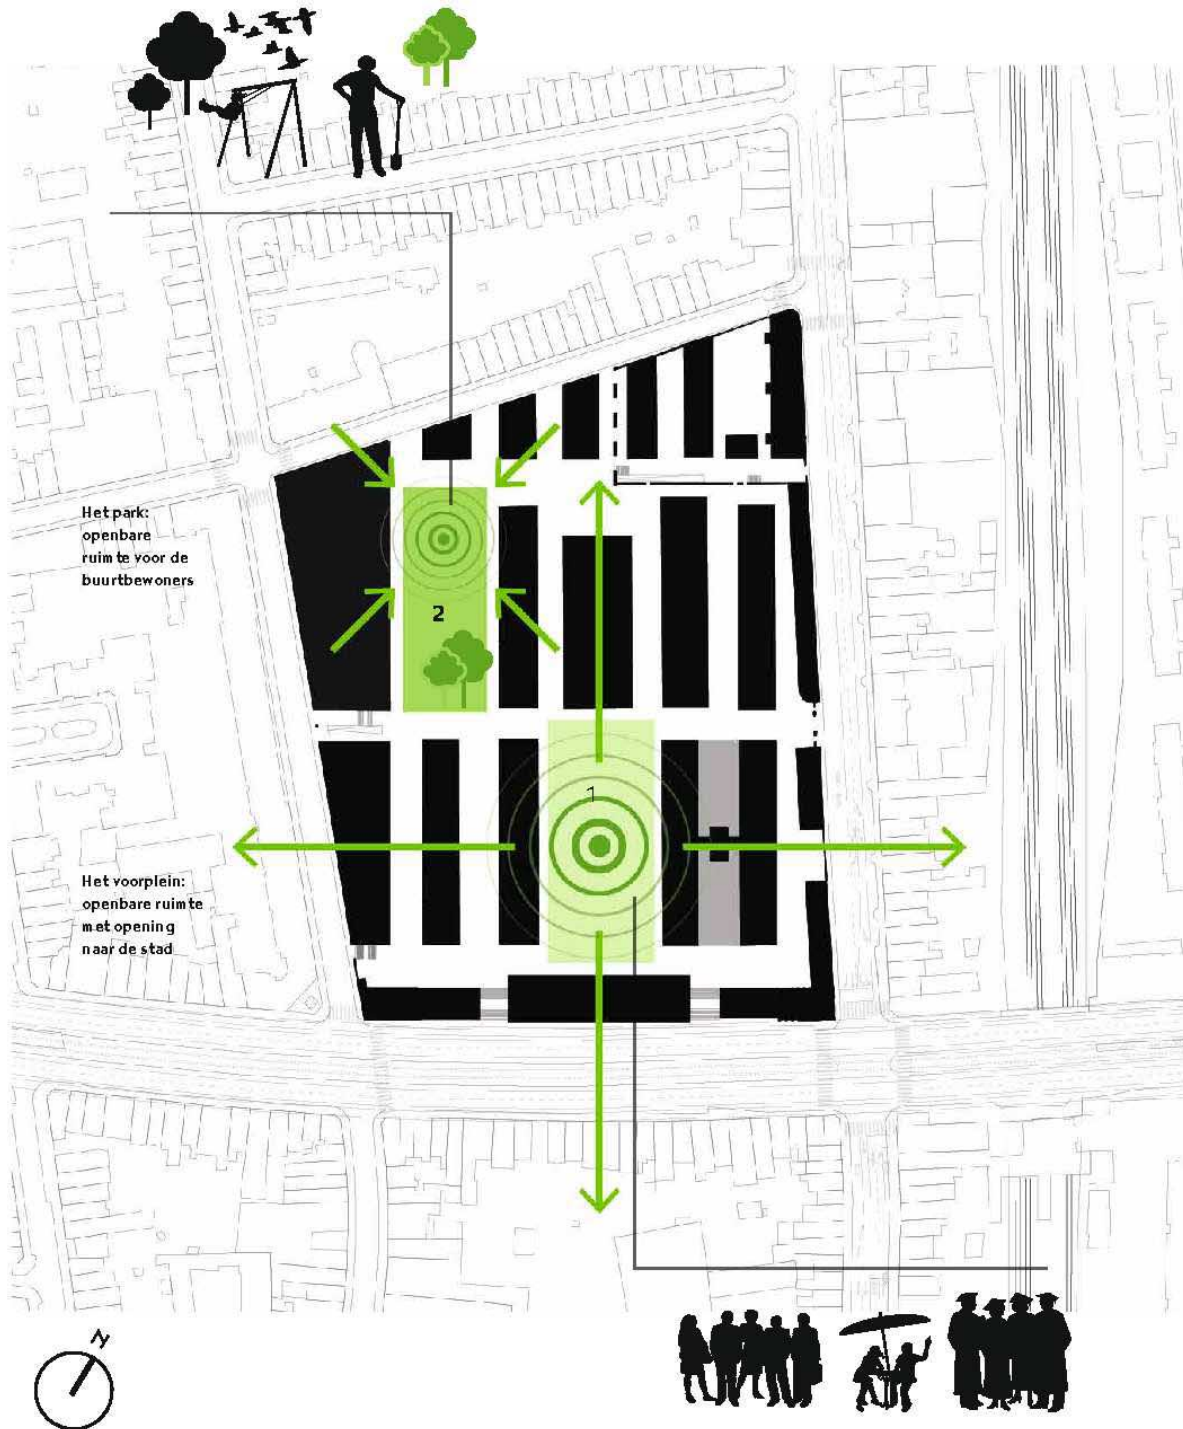 Het park:
openbare
ruimte voor de
buurtbewoners
2
1
Het voorplein:
openbare ruimte
met opening
naar de stad
N